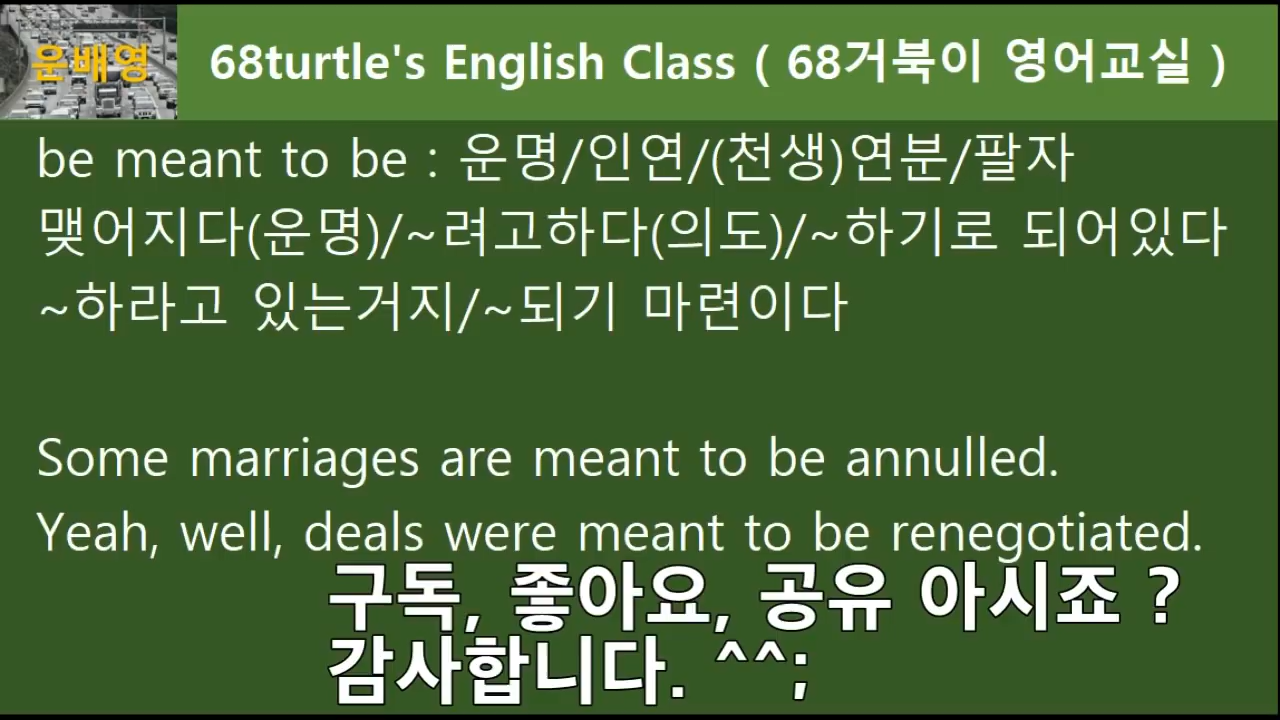 운배영
68turtle's English Class ( 68거북이 영어교실 )
be meant to be : 운명/인연/(천생)연분/팔자
맺어지다(운명)/~려고하다(의도)/~하기로 되어있다
~하라고 있는거지/~되기 마련이다
Some marriages are meant to be annulled.
Yeah, well, deals were meant to be renegotiated.
구독, 좋아요, 공유 아시죠 ?
감사합니다. ^^;